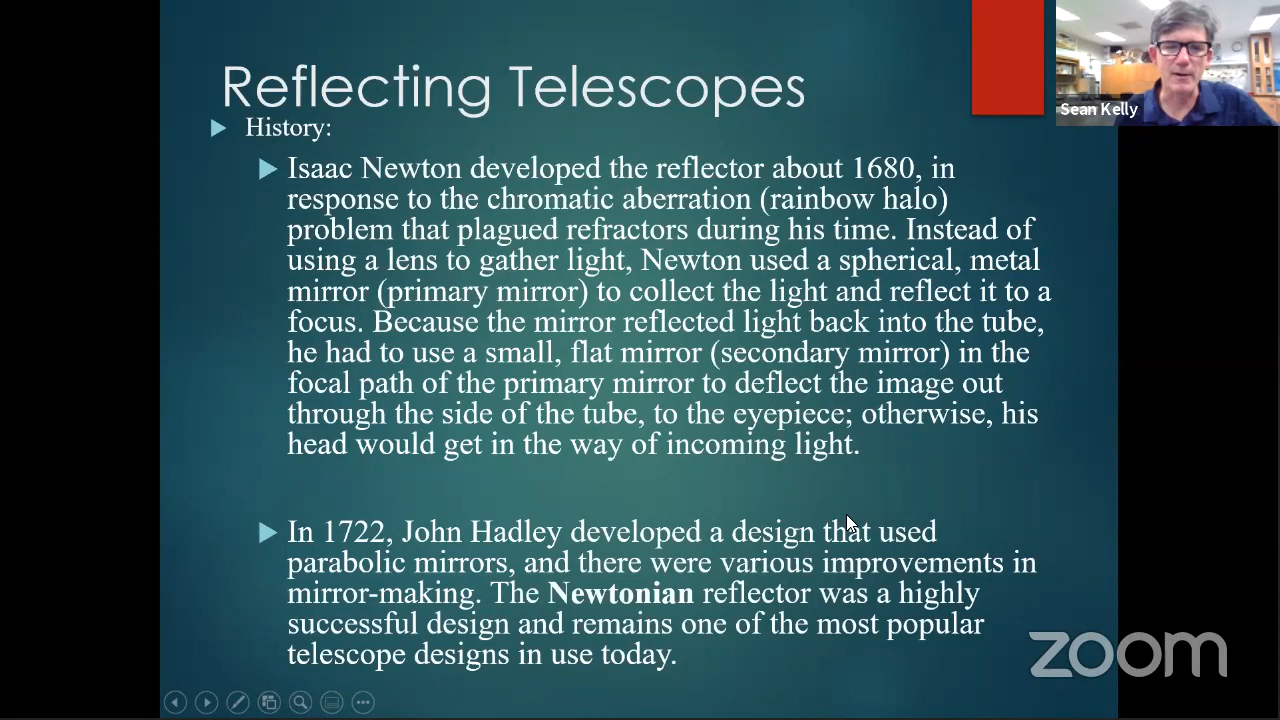 Reflecting Telescopes
Sean Kelly
History:
Isaac Newton developed the reflector about 1680, in
response to the chromatic aberration (rainbow halo)
problem that plagued refractors during his time. Instead of
using a lens to gather light, Newton used a spherical, metal
mirror (primary mirror) to collect the light and reflect it to a
focus. Because the mirror reflected light back into the tube,
he had to use a small, flat mirror (secondary mirror) in the
focal path of the primary mirror to deflect the image out
through the side of the tube, to the eyepiece; otherwise, his
head would get in the way of incoming light.
In 1722, John Hadley developed a design that used
parabolic mirrors, and there were various improvements in
mirror-making. The Newtonian reflector was a highly
successful design and remains one of the most popular
telescope designs in use today.
zoom